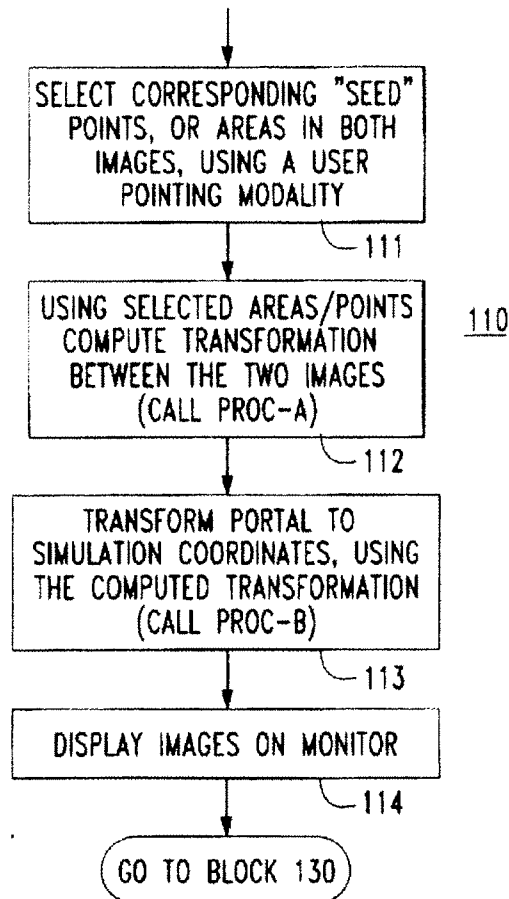 SELECT CORRESPONDING "SEED"
POINTS, OR AREAS IN BOTH
IMAGES, USING A USER
POINTING MODALITY
111
USING SELECTED AREAS/POINTS
COMPUTE TRANSFORMATION
BETWEEN THE TWO IMAGES
(CALL PROC-A)
110
112
TRANSFORM PORTAL TO
SIMULATION COORDINATES, USING
THE COMPUTED TRANSFORMATION
(CALL PROC-B)
113
DISPLAY IMAGES ON MONITOR
114
GO TO BLOCK 130